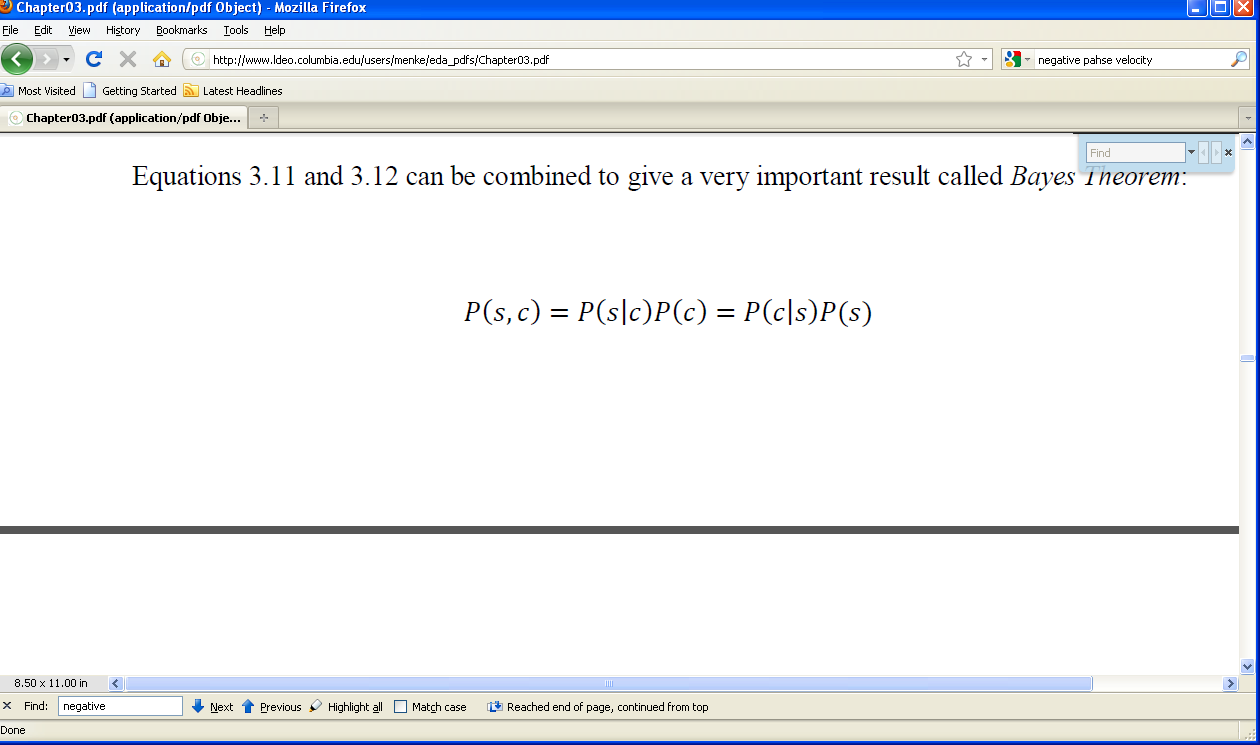 Chapter03.pdf (application/pdf Object) - Mozilla Firefox
File Edit View History Bookmarks Tools Help
http://www.ldeo.columbia.edu/users/menke/eda_pdfs/Chapter03.pdf negative pahse velocity
Most Visited Getting Started Latest Headlines
Chapter03.pdf (application/pdf Obje...
Find
Equations 3.11 and 3.12 can be combined to give a very important result called Bayes Theorem:
P(s,c) = P(s|c)P(c) = P(c|s)P(s)
8.50 x 11.00 in
Find: negative Next Previous Highlight all Match case Reached end of page, continued from top
Done